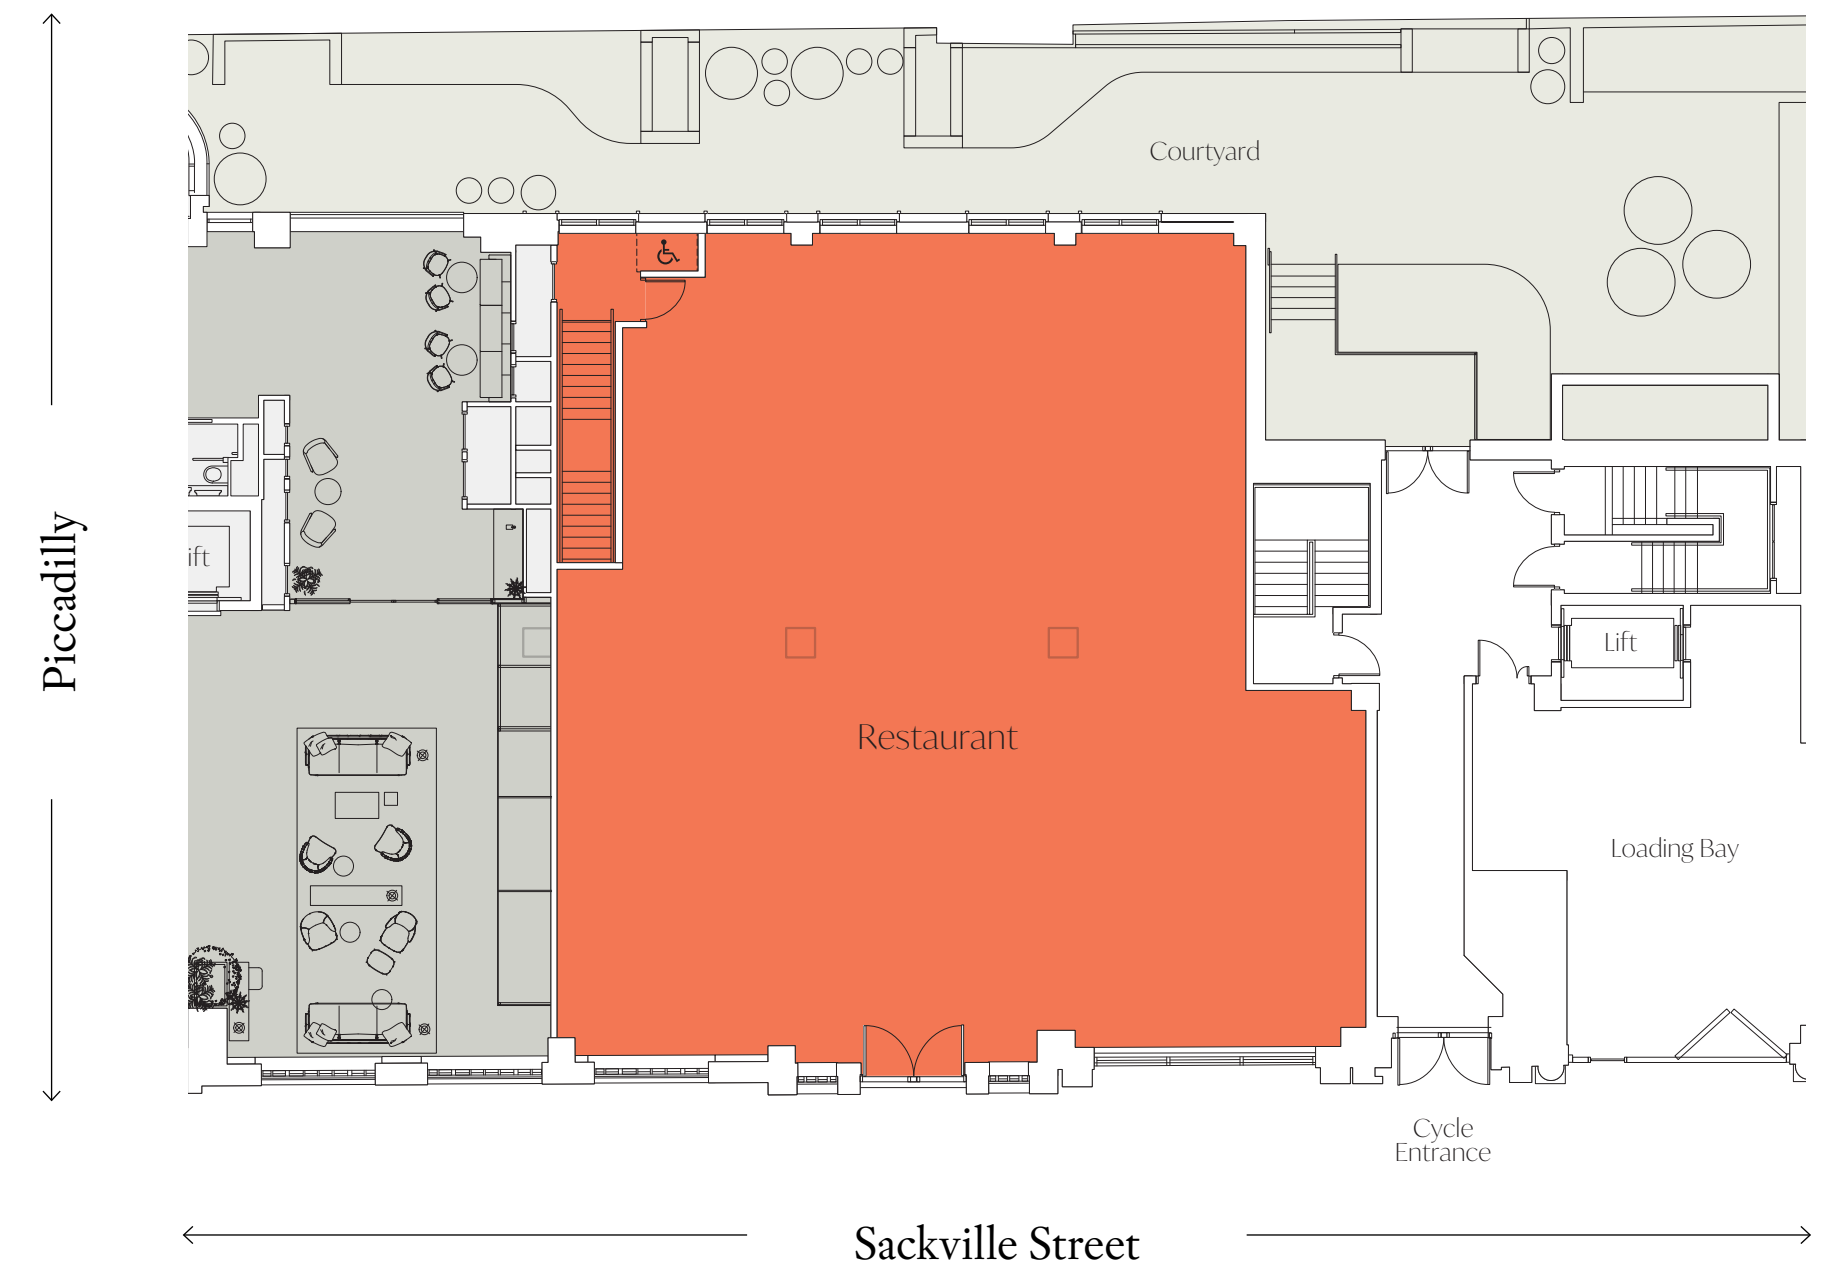 Courtyard
Piccadilly
ift
Lift
Restaurant
Loading Bay
Cycle
Entrance
Sackville Street